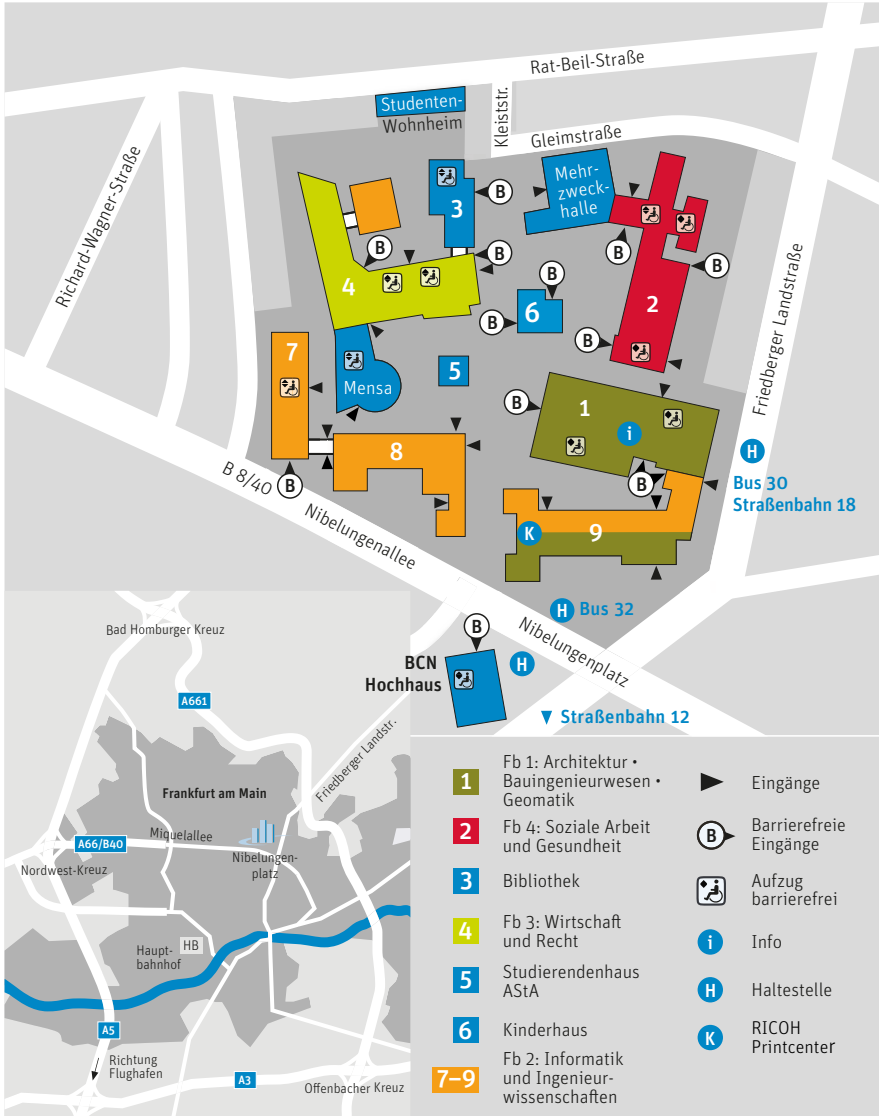 Rat-Beil-Straße
Studenten-
Wohnheim
Kleiststr.
Gleimstraße
Richard-Wagner-Straße
Friedberger Landstraße
Mehr-
zweck-
halle
3
B
B
B
B
B
4
2
B
6
B
B
7
Mensa
5
1
B
i
8
B
B
H
Bus 30
Straßenbahn 18
B 8/40
Nibelungenallee
K
9
H Bus 32
Nibelungenplatz
B
BCN
Hochhaus
H
Straßenbahn 12
Bad Homburger Kreuz
A661
Friedberger Landstr.
Frankfurt am Main
Miquelallee
A66/B40
Nibelungen-
platz
Nordwest-Kreuz
Haupt-
bahnhof
HB
A5
Richtung
Flughafen
A3
Offenbacher Kreuz
1
Fb 1: Architektur •
Bauingenieurwesen •
Geomatik
2
Fb 4: Soziale Arbeit
und Gesundheit
3
Bibliothek
4
Fb 3: Wirtschaft
und Recht
5
Studierendenhaus
AStA
6
Kinderhaus
7–9
Fb 2: Informatik
und Ingenieur-
wissenschaften
Eingänge
B
Barrierefreie
Eingänge
Aufzug
barrierefrei
i
Info
H
Haltestelle
K
RICOH
Printcenter